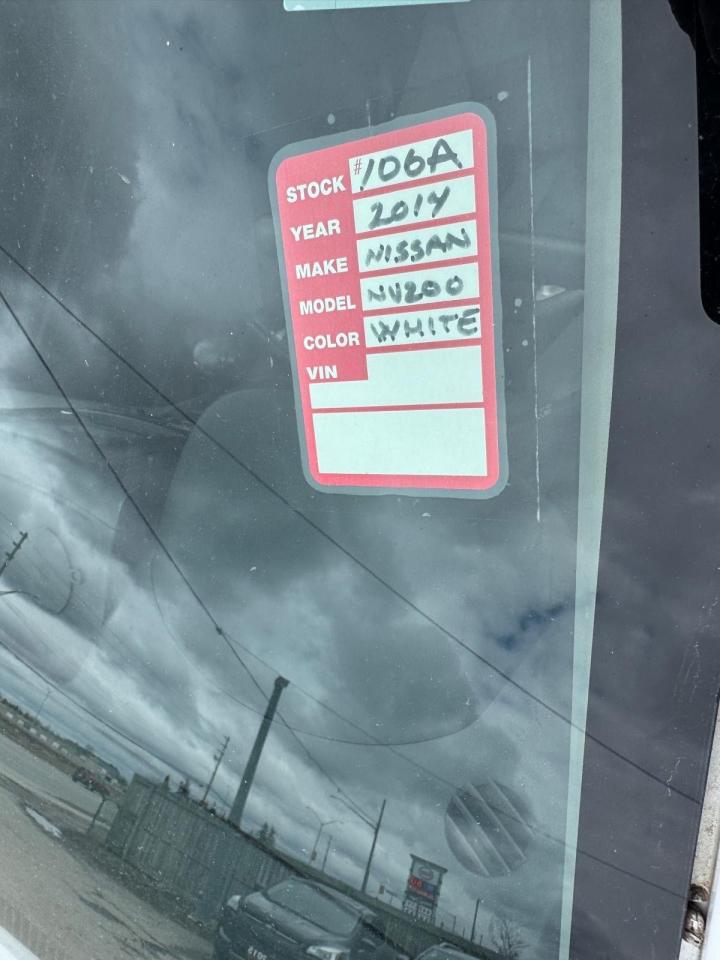 STOCK #106A
YEAR 2014
MAKE NISSAN
MODEL NV200
COLOR WHITE
VIN